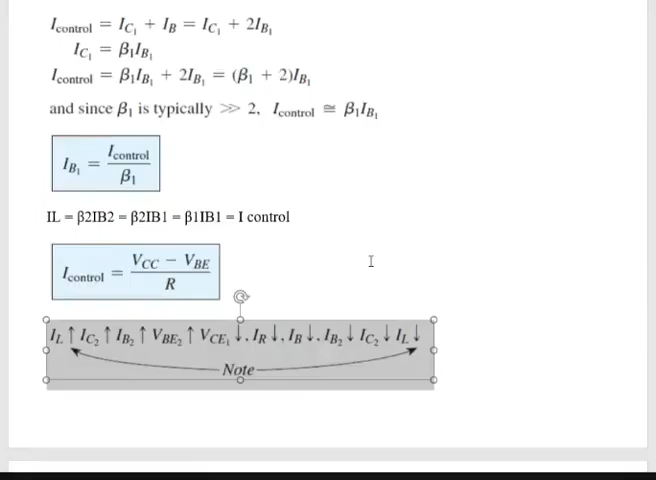 I_control = I_C₁ + I_B = I_C₁ + 2I_B₁
I_C₁ = β₁I_B₁
I_control = β₁I_B₁ + 2I_B₁ = (β₁ + 2)I_B₁
and since β₁ is typically ≫ 2, I_control ≅ β₁I_B₁
I_B₁ = I_control / β₁
IL = β2IB2 = β2IB1 = β1IB1 = I control
I_control = (V_CC − V_BE) / R
I_L ↑ I_C₂ ↑ I_B₂ ↑ V_BE₂ ↑ V_CE₁ ↓, I_R ↓, I_B ↓, I_B₂ ↓ I_C₂ ↓ I_L ↓
Note